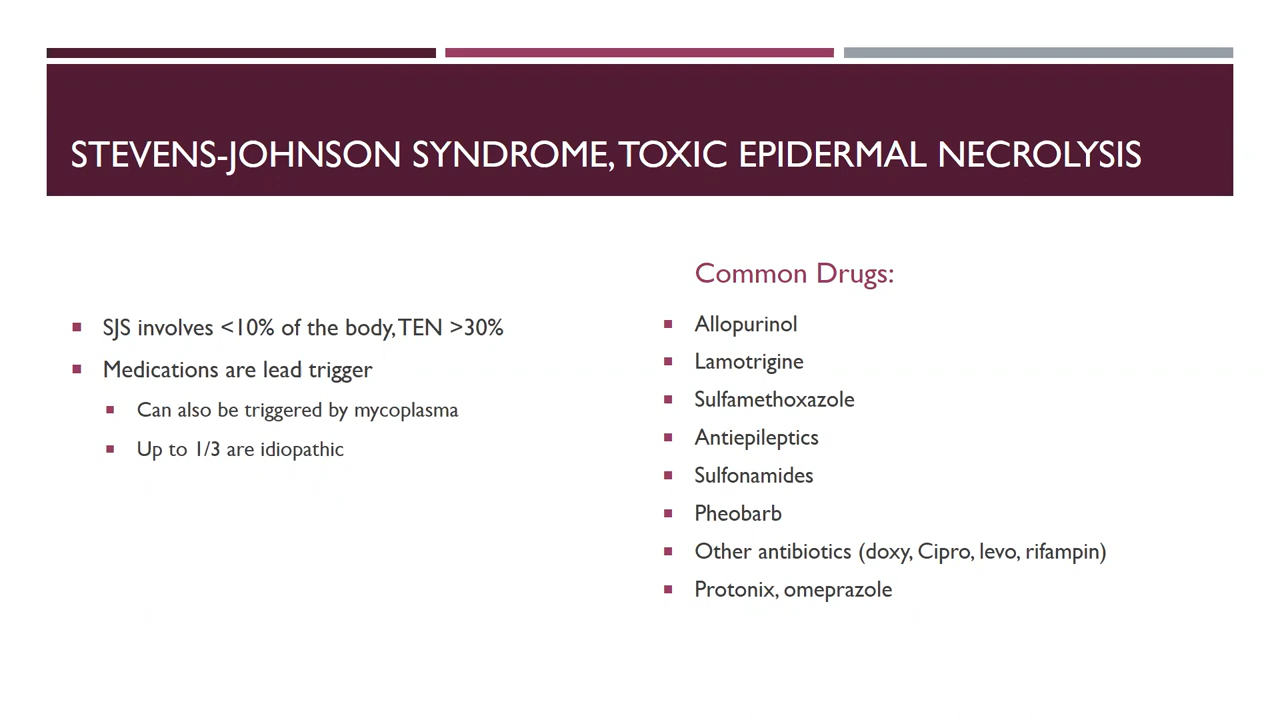 STEVENS-JOHNSON SYNDROME, TOXIC EPIDERMAL NECROLYSIS
SJS involves <10% of the body, TEN >30%
Medications are lead trigger
Can also be triggered by mycoplasma
Up to 1/3 are idiopathic
Common Drugs:
Allopurinol
Lamotrigine
Sulfamethoxazole
Antiepileptics
Sulfonamides
Pheobarb
Other antibiotics (doxy, Cipro, levo, rifampin)
Protonix, omeprazole